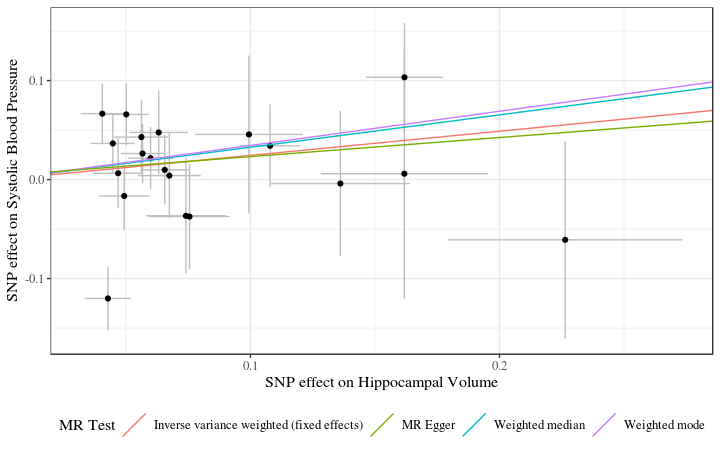 SNP effect on Systolic Blood Pressure
0.1
0.0
-0.1
0.1
0.2
SNP effect on Hippocampal Volume
MR Test
Inverse variance weighted (fixed effects)
MR Egger
Weighted median
Weighted mode